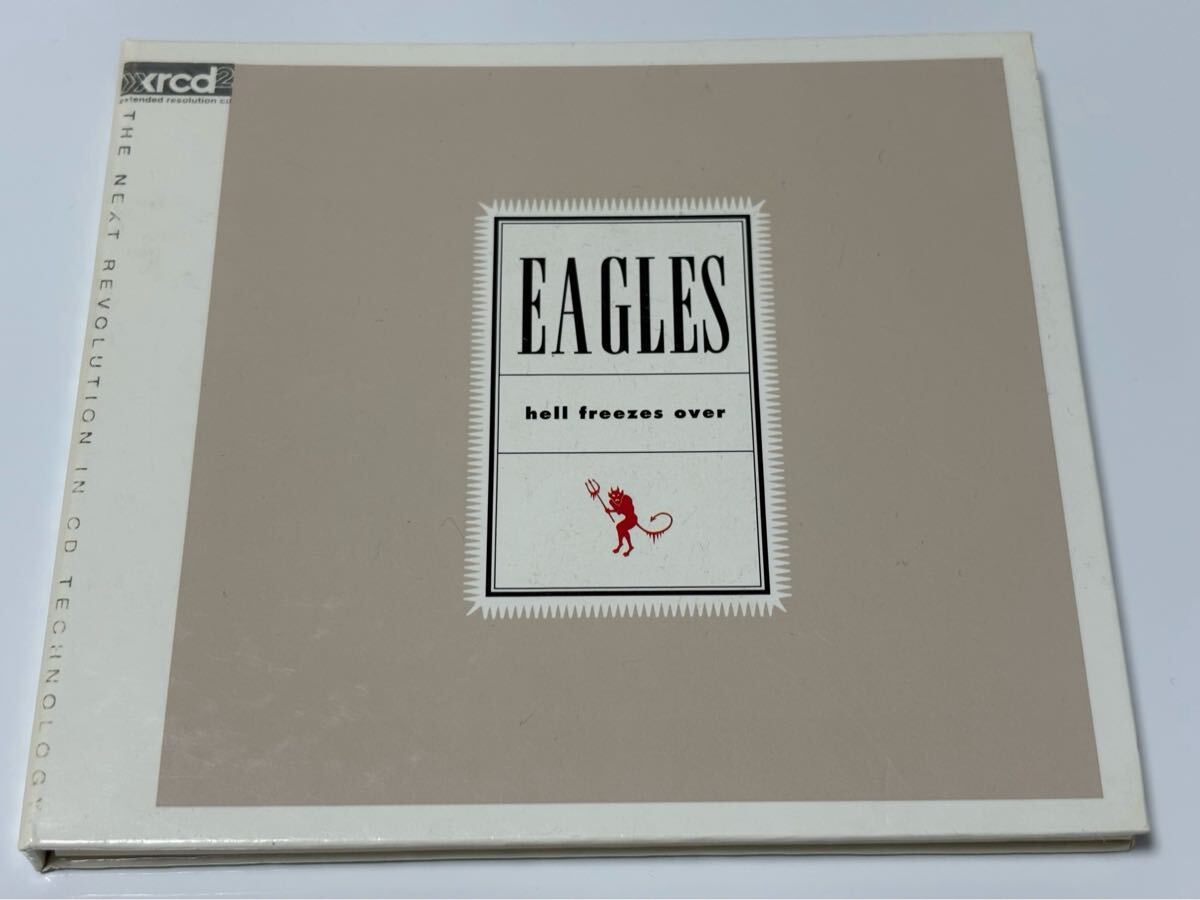 xrcd2
extended resolution cd
THE NEXT REVOLUTION IN CD TECHNOLOGY
EAGLES
hell freezes over